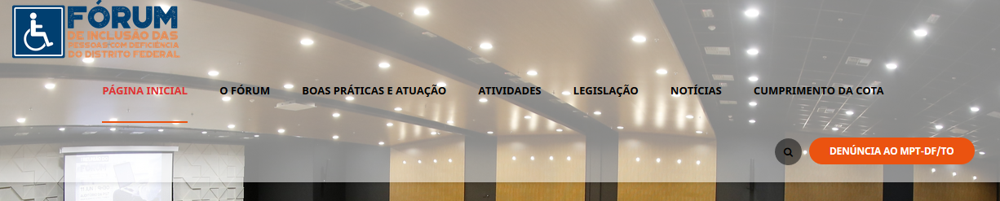 FÓRUM
DE INCLUSÃO DAS
PESSOAS COM DEFICIÊNCIA
DO DISTRITO FEDERAL
PÁGINA INICIAL O FÓRUM BOAS PRÁTICAS E ATUAÇÃO ATIVIDADES LEGISLAÇÃO NOTÍCIAS CUMPRIMENTO DA COTA
DENÚNCIA AO MPT-DF/TO